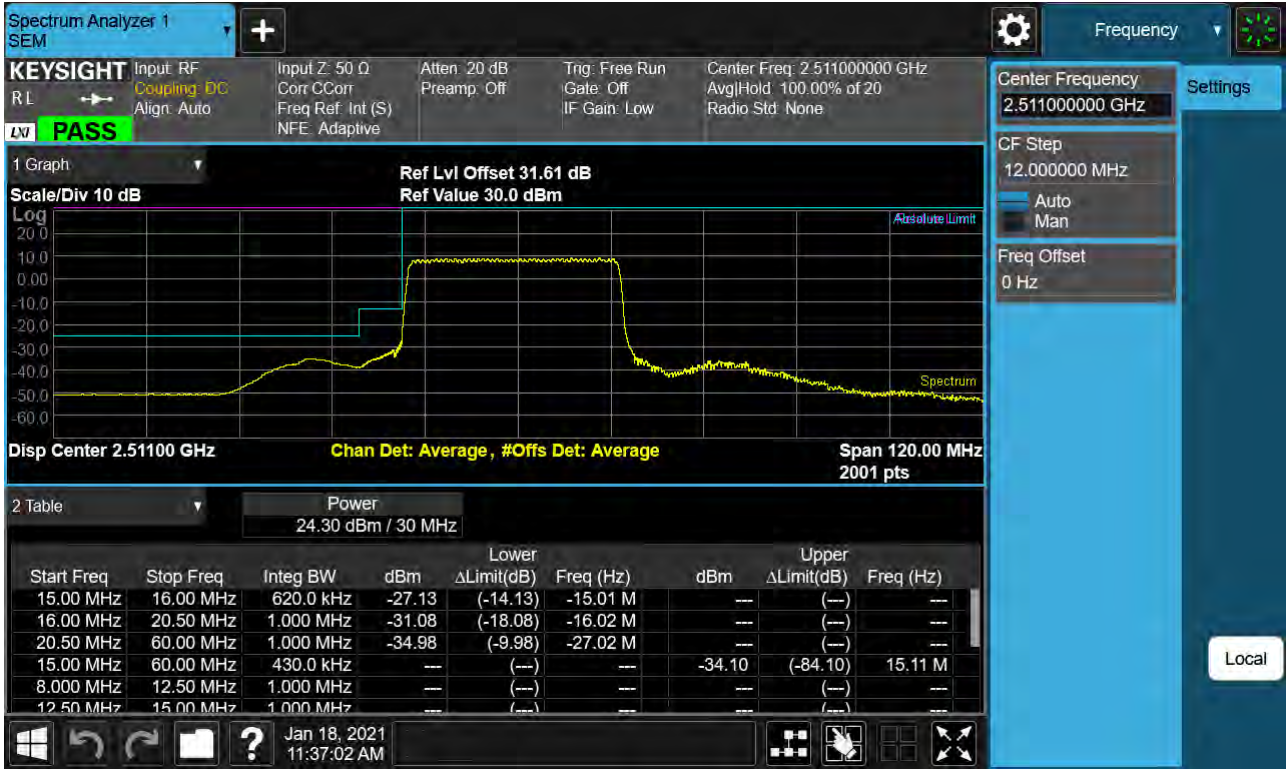 Spectrum Analyzer 1
SEM
+
Frequency
KEYSIGHT
R L
LXI
PASS
Input: RF
Coupling: DC
Align: Auto
Input Z: 50 Ω
Corr CCorr
Freq Ref: Int (S)
NFE: Adaptive
Atten: 20 dB
Preamp: Off
Trig: Free Run
Gate: Off
IF Gain: Low
Center Freq: 2.511000000 GHz
Avg|Hold: 100.00% of 20
Radio Std: None
Center Frequency
2.511000000 GHz
Settings
CF Step
12.000000 MHz
Auto
Man
Freq Offset
0 Hz
Local
1 Graph
Scale/Div 10 dB
Ref Lvl Offset 31.61 dB
Ref Value 30.0 dBm
Log
20.0
10.0
0.00
-10.0
-20.0
-30.0
-40.0
-50.0
-60.0
Limit
Spectrum
Disp Center 2.51100 GHz
Chan Det: Average , #Offs Det: Average
Span 120.00 MHz
2001 pts
2 Table
Power
24.30 dBm / 30 MHz
Lower Upper
Start Freq Stop Freq Integ BW dBm ΔLimit(dB) Freq (Hz) dBm ΔLimit(dB) Freq (Hz)
15.00 MHz 16.00 MHz 620.0 kHz -27.13 (-14.13) -15.01 M --- (---) ---
16.00 MHz 20.50 MHz 1.000 MHz -31.08 (-18.08) -16.02 M --- (---) ---
20.50 MHz 60.00 MHz 1.000 MHz -34.98 (-9.98) -27.02 M --- (---) ---
15.00 MHz 60.00 MHz 430.0 kHz --- (---) --- -34.10 (-84.10) 15.11 M
8.000 MHz 12.50 MHz 1.000 MHz --- (---) --- --- (---) ---
12.50 MHz 15.00 MHz 1.000 MHz --- (---) --- --- (---) ---
?
Jan 18, 2021
11:37:02 AM